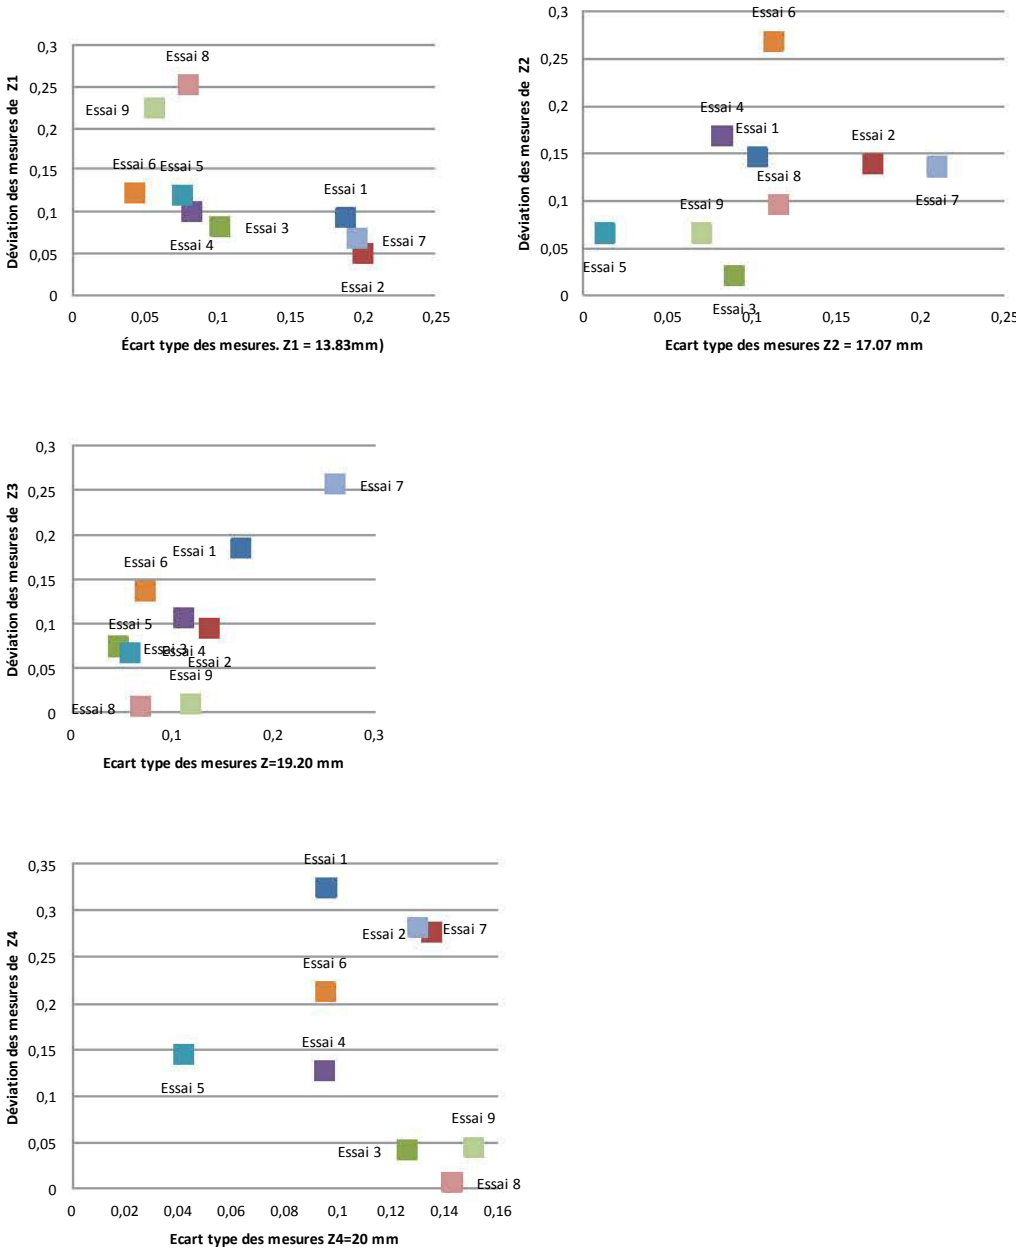 0,3
Essai 8
0,25
Essai 9
0,2
0,15
Essai 6
Essai 5
Essai 1
0,1
Essai 3
Essai 4
Essai 7
0,05
Essai 2
0
0
0,05
0,1
0,15
0,2
0,25
Déviation des mesures de Z1
Écart type des mesures. Z1 = 13.83mm)
0,3
Essai 6
0,25
0,2
Essai 4
Essai 1
Essai 2
0,15
Essai 8
Essai 7
0,1
Essai 9
0,05
Essai 5
0
Essai 3
0
0,05
0,1
0,15
0,2
0,25
Déviation des mesures de Z2
Ecart type des mesures Z2 = 17.07 mm
0,3
0,25
Essai 7
0,2
Essai 1
Essai 6
0,15
0,1
Essai 5
Essai 3
Essai 4
Essai 2
0,05
Essai 9
Essai 8
0
0
0,1
0,2
0,3
Déviation des mesures de Z3
Ecart type des mesures Z=19.20 mm
0,35
Essai 1
0,3
Essai 2
Essai 7
0,25
Essai 6
0,2
0,15
Essai 4
Essai 5
0,1
Essai 9
0,05
Essai 3
Essai 8
0
0
0,02
0,04
0,06
0,08
0,1
0,12
0,14
0,16
Déviation des mesures de Z4
Ecart type des mesures Z4=20 mm